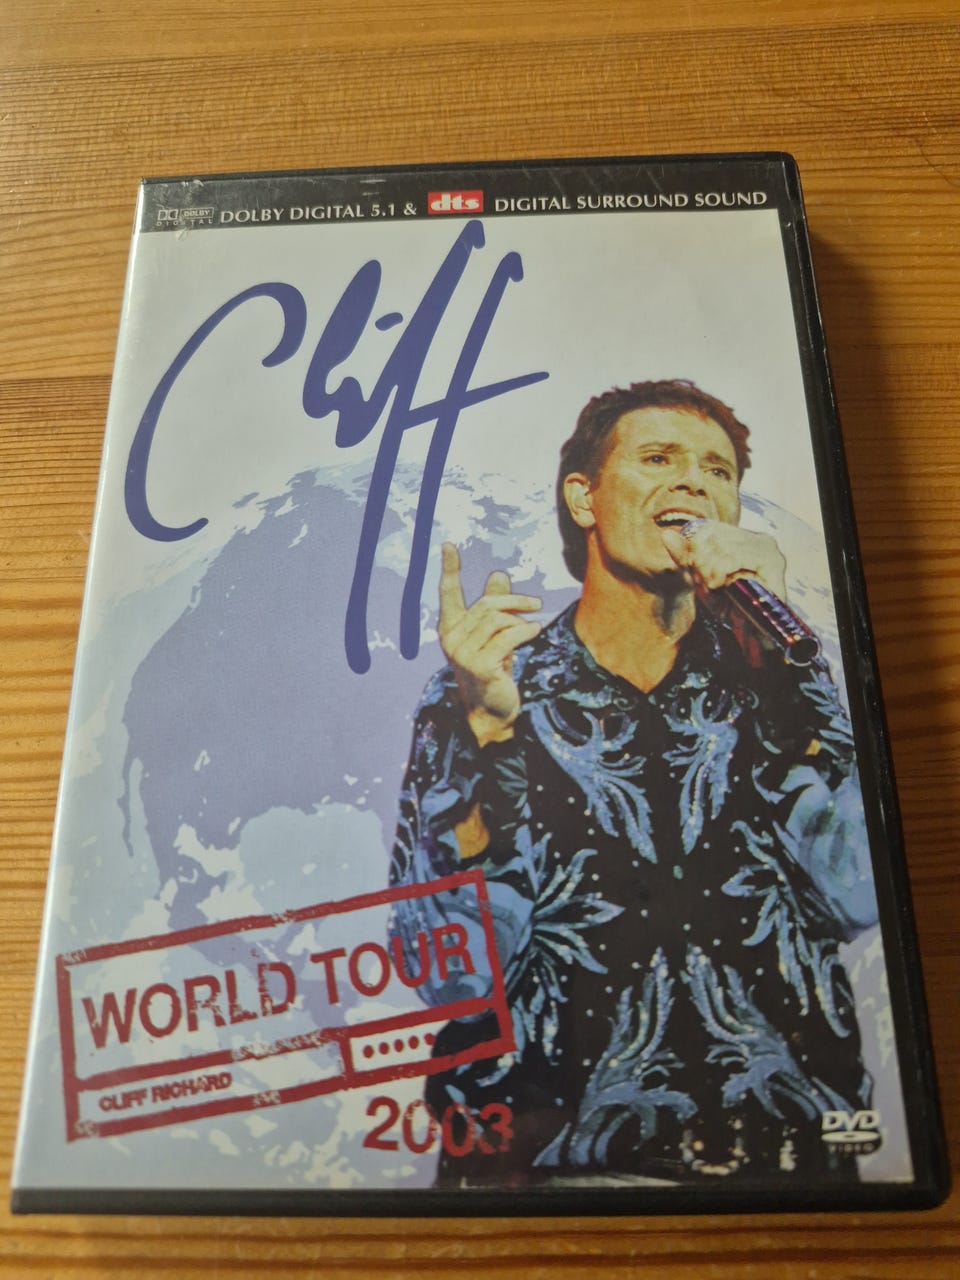 DOLBY DIGITAL
DOLBY DIGITAL 5.1 & dts DIGITAL SURROUND SOUND
Cliff
WORLD TOUR
CLIFF RICHARD
2003
DVD
VIDEO